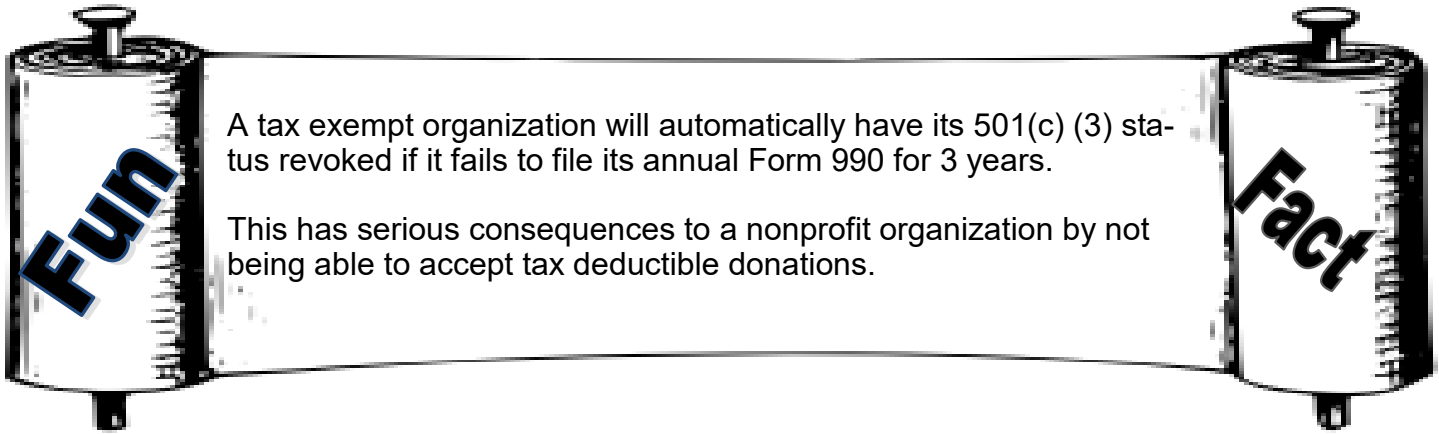 Fun
A tax exempt organization will automatically have its 501(c) (3) sta-
tus revoked if it fails to file its annual Form 990 for 3 years.
This has serious consequences to a nonprofit organization by not
being able to accept tax deductible donations.
Fact